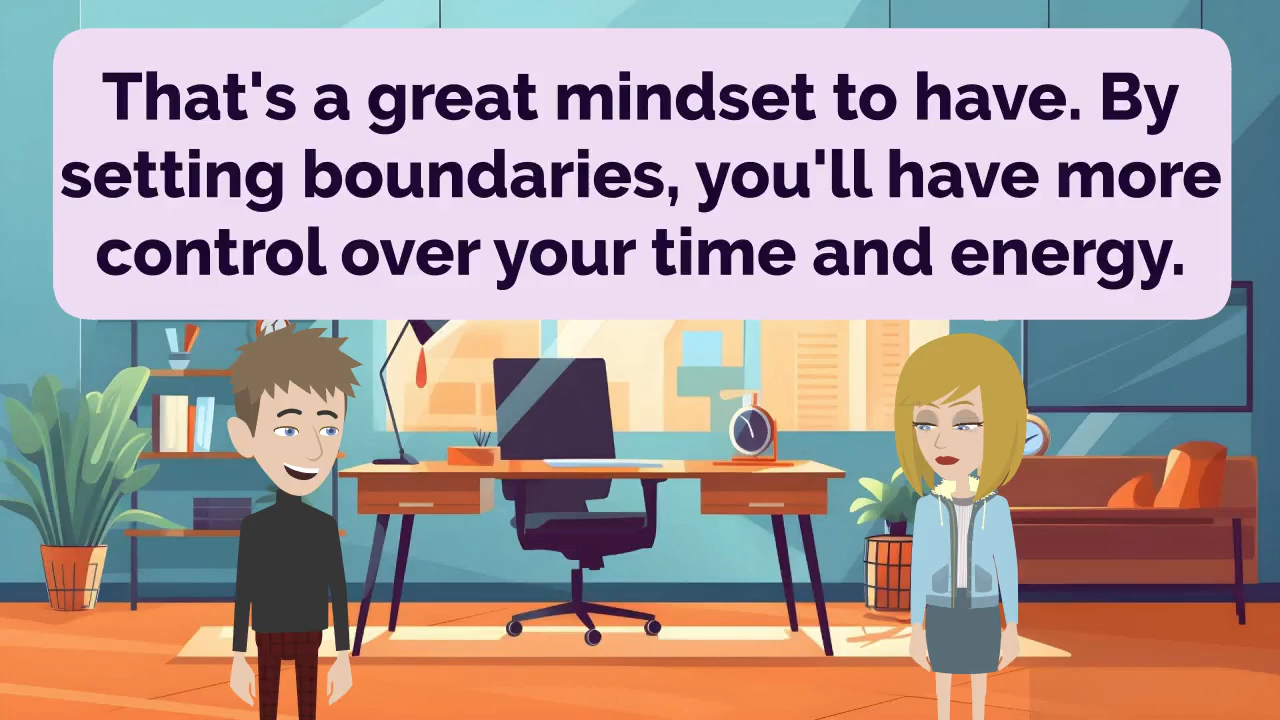 That's a great mindset to have. By
setting boundaries, you'll have more
control over your time and energy.